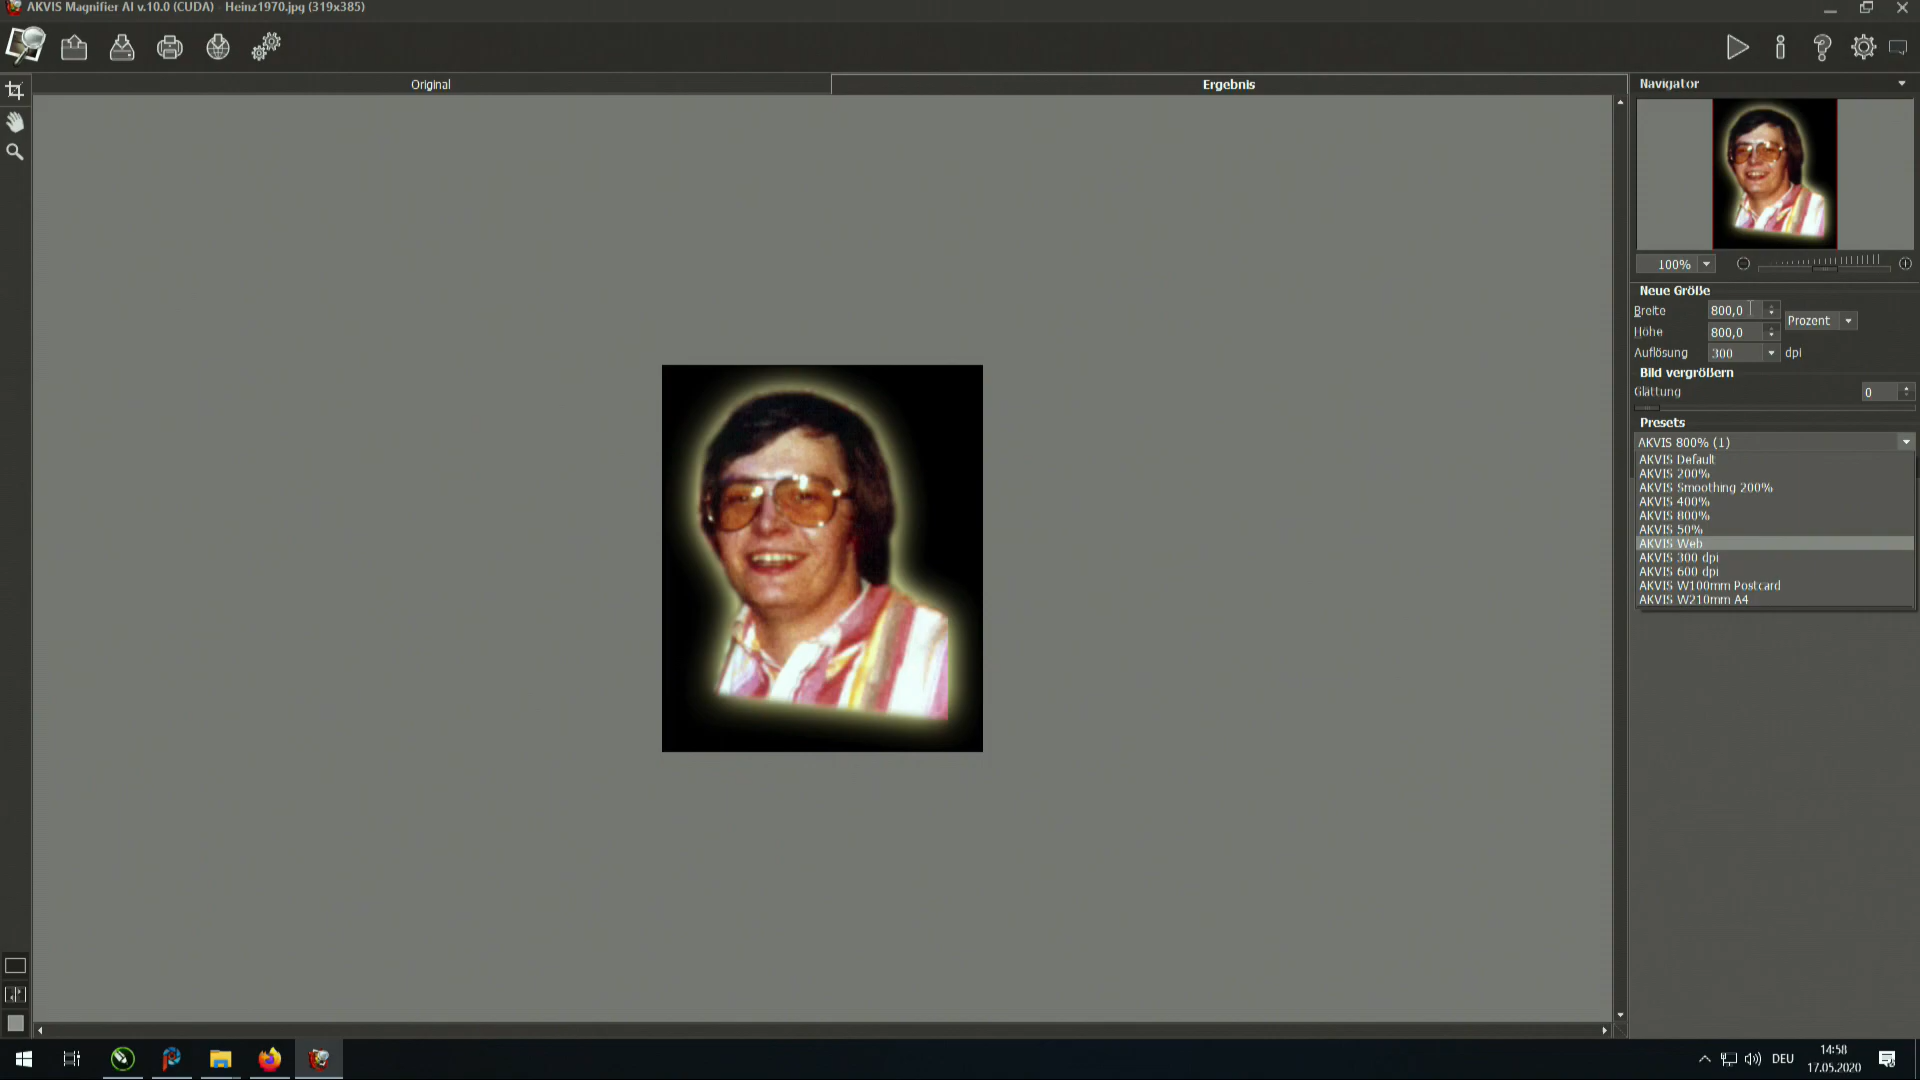 AKVIS Magnifier AI v.10.0 (CUDA) - Heinz1970.jpg (319x385)
Original
Ergebnis
Navigator
100%
Neue Größe
Breite 800,0
Prozent
Höhe 800,0
Auflösung 300 dpi
Bild vergrößern
Glättung 0
Presets
AKVIS 800% (1)
AKVIS Default
AKVIS 200%
AKVIS Smoothing 200%
AKVIS 400%
AKVIS 800%
AKVIS 50%
AKVIS Web
AKVIS 300 dpi
AKVIS 600 dpi
AKVIS W100mm Postcard
AKVIS W210mm A4
DEU
14:58
17.05.2020